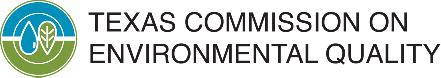 TEXAS COMMISSION ON
ENVIRONMENTAL QUALITY